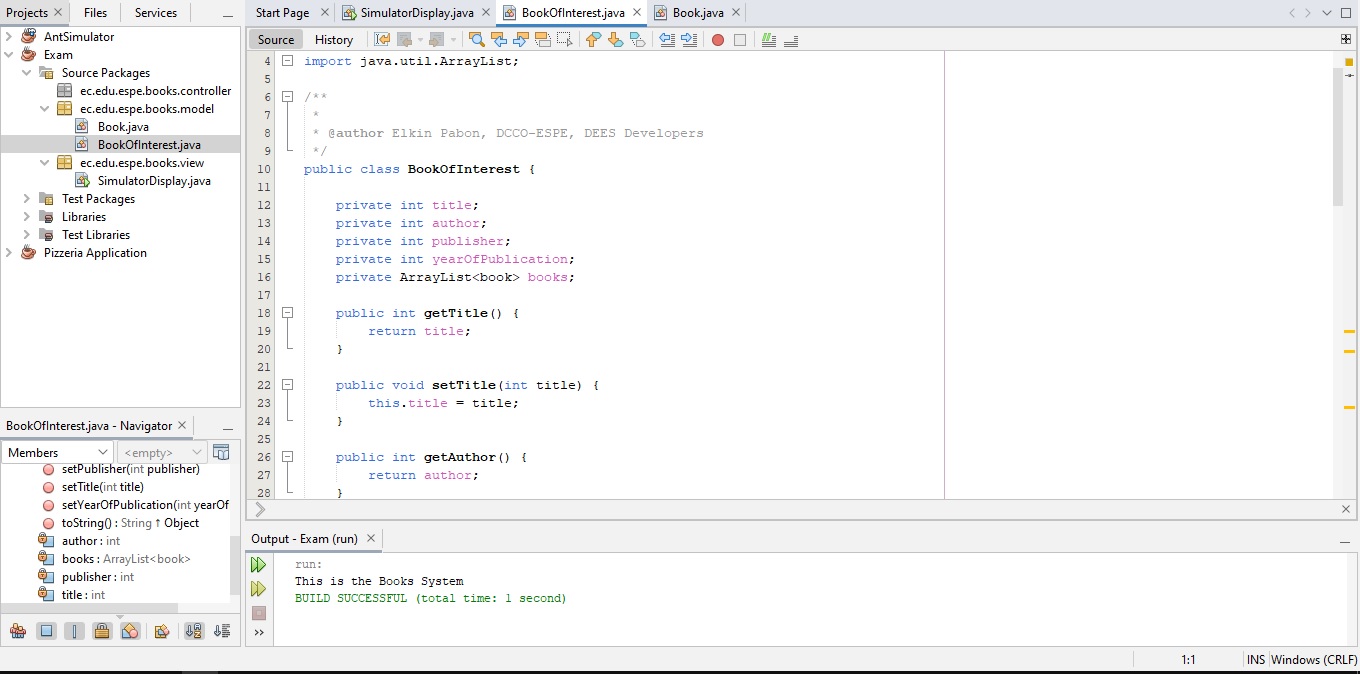 Projects Files Services
AntSimulator
Exam
Source Packages
ec.edu.espe.books.controller
ec.edu.espe.books.model
Book.java
BookOfInterest.java
ec.edu.espe.books.view
SimulatorDisplay.java
Test Packages
Libraries
Test Libraries
Pizzeria Application
BookOfInterest.java - Navigator
Members <empty>
setPublisher(int publisher)
setTitle(int title)
setYearOfPublication(int yearOf
toString() : String ↑ Object
author : int
books : ArrayList<book>
publisher : int
title : int
Start Page SimulatorDisplay.java BookOfInterest.java Book.java
Source History
4 import java.util.ArrayList;
5
6 /**
7 *
8 * @author Elkin Pabon, DCCO-ESPE, DEES Developers
9 */
10 public class BookOfInterest {
11
12 private int title;
13 private int author;
14 private int publisher;
15 private int yearOfPublication;
16 private ArrayList<book> books;
17
18 public int getTitle() {
19 return title;
20 }
21
22 public void setTitle(int title) {
23 this.title = title;
24 }
25
26 public int getAuthor() {
27 return author;
28 }
Output - Exam (run)
run:
This is the Books System
BUILD SUCCESSFUL (total time: 1 second)
1:1 INS Windows (CRLF)